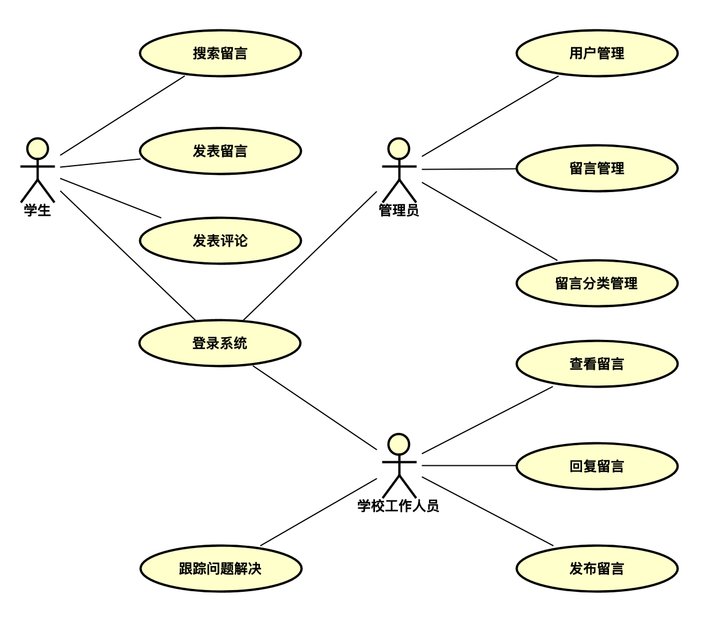 搜索留言
用户管理
发表留言
留言管理
学生
管理员
发表评论
留言分类管理
登录系统
查看留言
回复留言
学校工作人员
跟踪问题解决
发布留言